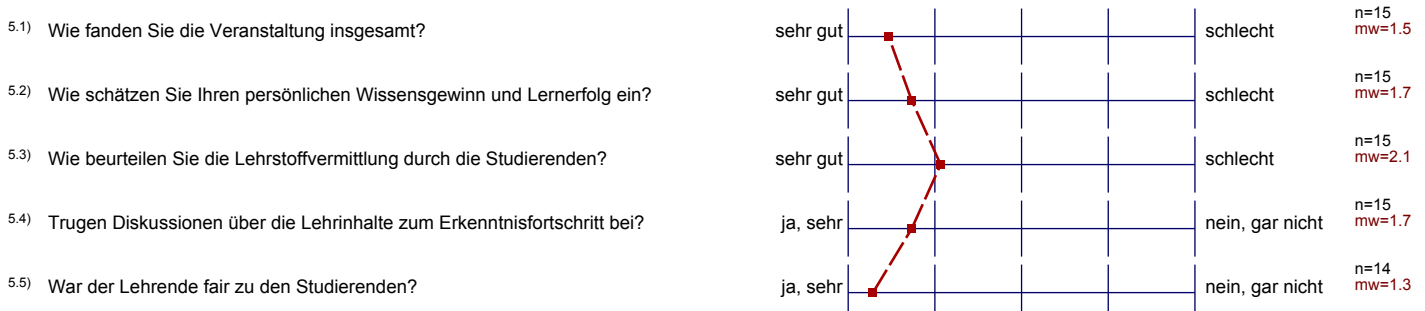 5.1) Wie fanden Sie die Veranstaltung insgesamt? sehr gut schlecht n=15 mw=1.5
5.2) Wie schätzen Sie Ihren persönlichen Wissensgewinn und Lernerfolg ein? sehr gut schlecht n=15 mw=1.7
5.3) Wie beurteilen Sie die Lehrstoffvermittlung durch die Studierenden? sehr gut schlecht n=15 mw=2.1
5.4) Trugen Diskussionen über die Lehrinhalte zum Erkenntnisfortschritt bei? ja, sehr nein, gar nicht n=15 mw=1.7
5.5) War der Lehrende fair zu den Studierenden? ja, sehr nein, gar nicht n=14 mw=1.3